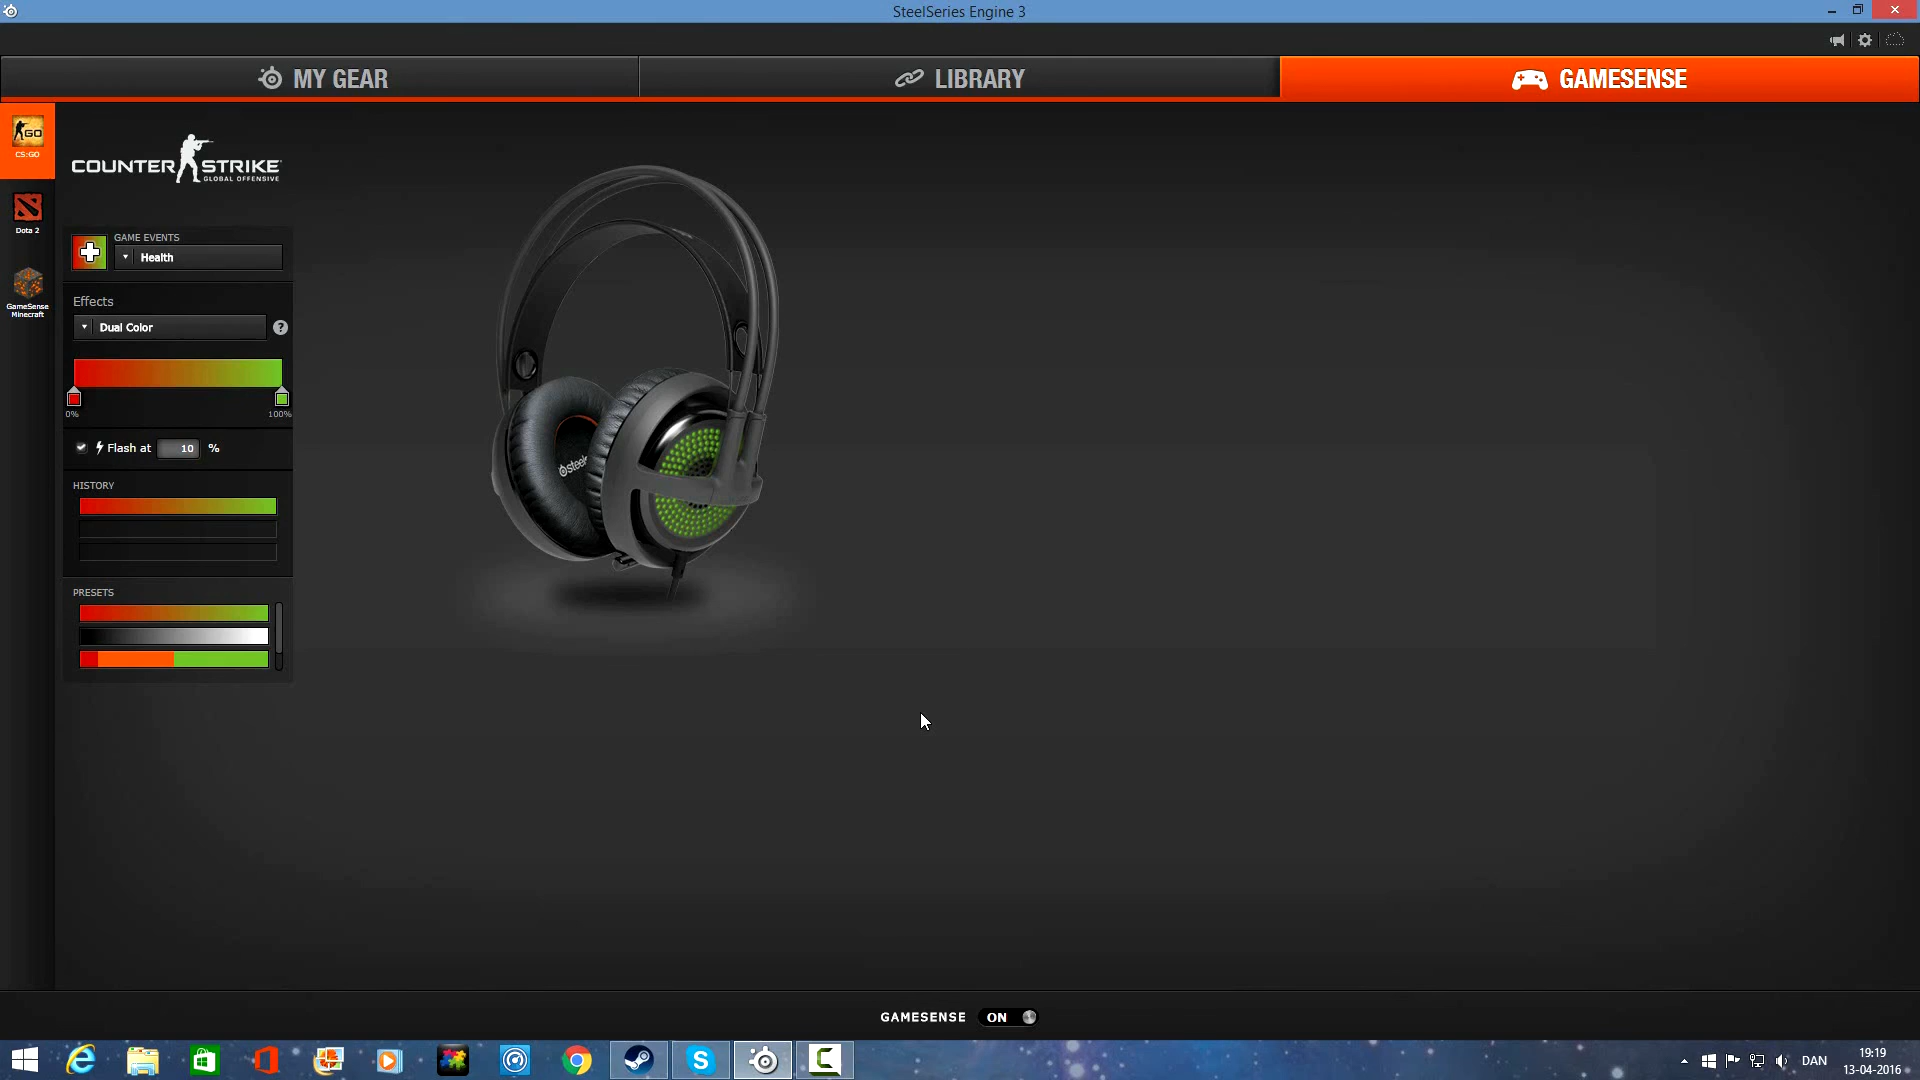 SteelSeries Engine 3
MY GEAR
LIBRARY
GAMESENSE
GO
CS:GO
COUNTER STRIKE
GLOBAL OFFENSIVE
Dota 2
GameSense
Minecraft
GAME EVENTS
Health
Effects
Dual Color
?
0%
100%
Flash at 10 %
HISTORY
PRESETS
steel
GAMESENSE ON
DAN
19:19
13-04-2016